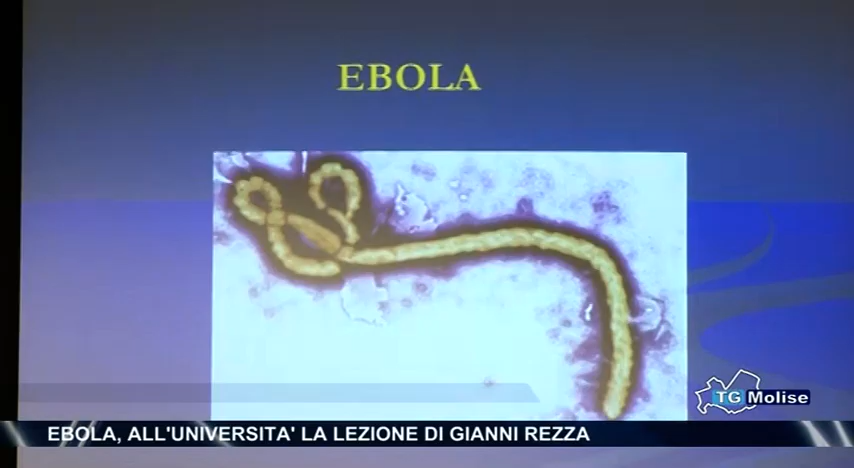 EBOLA
TG Molise
EBOLA, ALL'UNIVERSITA' LA LEZIONE DI GIANNI REZZA